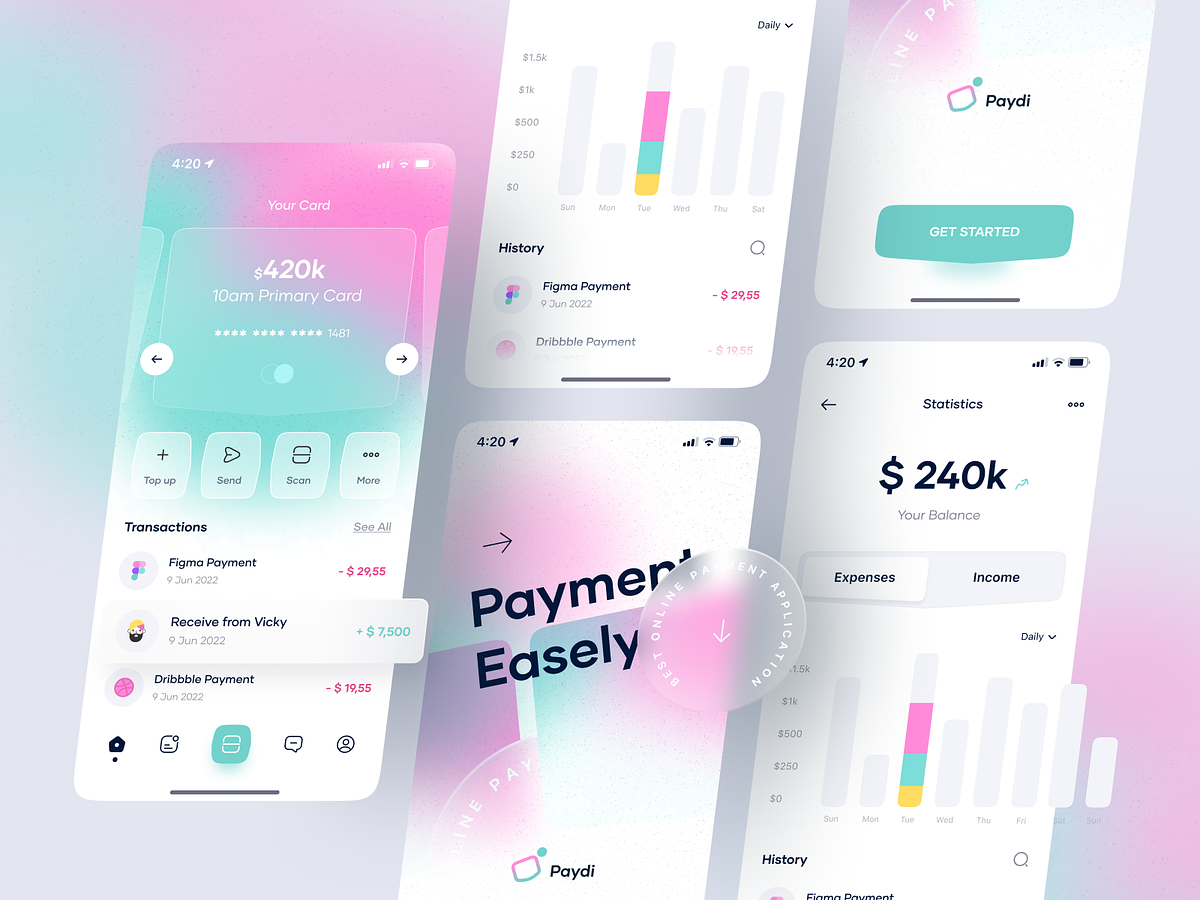 4:20
Your Card
$420k
10am Primary Card
**** **** **** 1481
Top up
Send
Scan
More
Transactions
See All
Figma Payment
9 Jun 2022
- $ 29,55
Receive from Vicky
9 Jun 2022
+ $ 7,500
Dribbble Payment
9 Jun 2022
- $ 19,55
Daily
$1.5k
$1k
$500
$250
$0
Sun Mon Tue Wed Thu Sat
History
Figma Payment
9 Jun 2022
- $ 29,55
Dribbble Payment
9 Jun 2022
- $ 19,55
4:20
Payment
Easely
BEST ONLINE PAYMENT APPLICATION
LINE PAY
Paydi
LINE PA
Paydi
GET STARTED
4:20
Statistics
$ 240k
Your Balance
Expenses
Income
Daily
.1.5k
$1k
$500
$250
$0
Sun Mon Tue Wed Thu Fri Sat Sun
History
Figma Payment